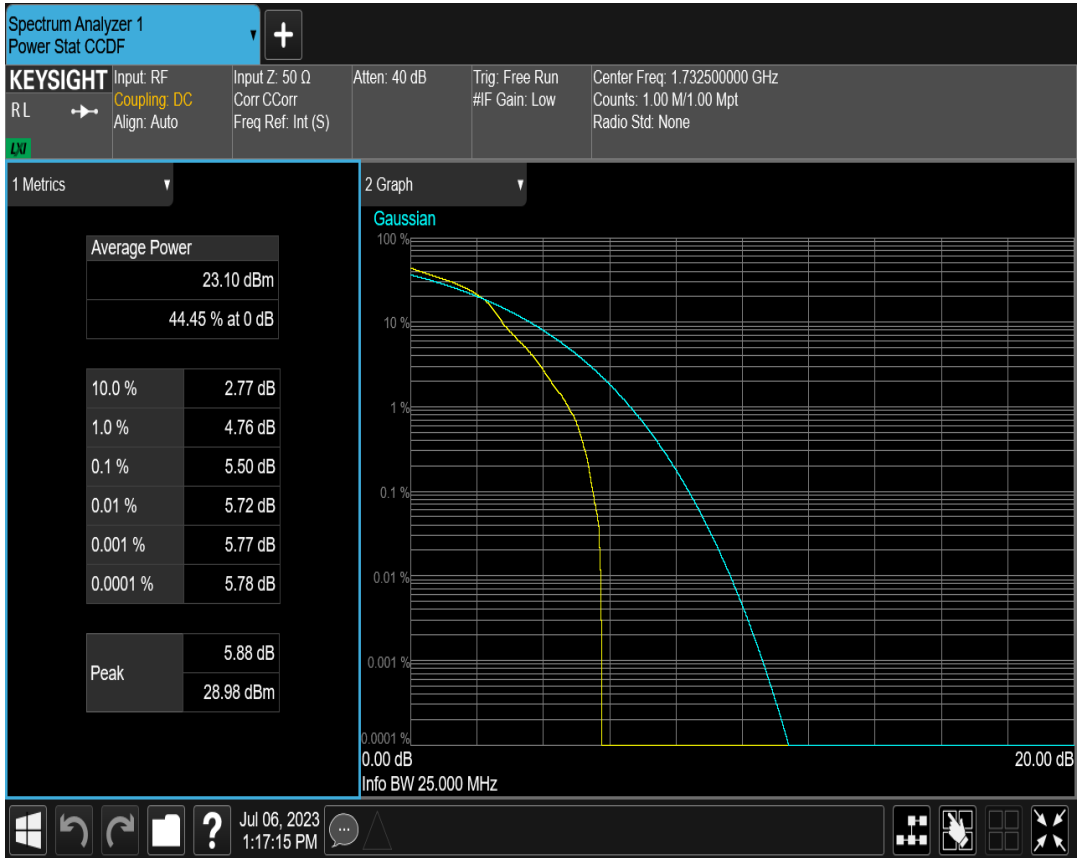 Spectrum Analyzer 1
Power Stat CCDF
KEYSIGHT
RL
LXI
Input: RF
Coupling: DC
Align: Auto
Input Z: 50 Ω
Corr CCorr
Freq Ref: Int (S)
Atten: 40 dB
Trig: Free Run
#IF Gain: Low
Center Freq: 1.732500000 GHz
Counts: 1.00 M/1.00 Mpt
Radio Std: None
1 Metrics
Average Power
23.10 dBm
44.45 % at 0 dB
10.0 % 2.77 dB
1.0 % 4.76 dB
0.1 % 5.50 dB
0.01 % 5.72 dB
0.001 % 5.77 dB
0.0001 % 5.78 dB
Peak
5.88 dB
28.98 dBm
2 Graph
Gaussian
100 %
10 %
1 %
0.1 %
0.01 %
0.001 %
0.0001 %
0.00 dB 20.00 dB
Info BW 25.000 MHz
?
Jul 06, 2023
1:17:15 PM